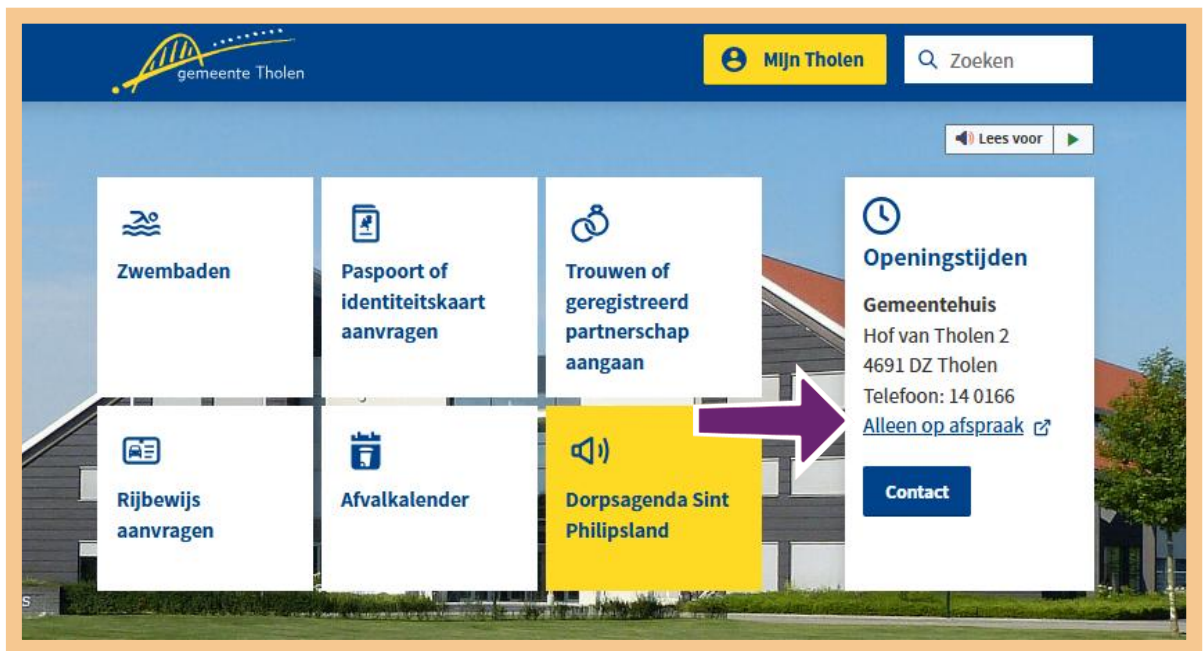 gemeente Tholen
MIjn Tholen
Zoeken
Lees voor
Zwembaden
Paspoort of
identiteitskaart
aanvragen
Trouwen of
geregistreerd
partnerschap
aangaan
Rijbewijs
aanvragen
Afvalkalender
Dorpsagenda Sint
Philipsland
Openingstijden
Gemeentehuis
Hof van Tholen 2
4691 DZ Tholen
Telefoon: 14 0166
Alleen op afspraak
Contact